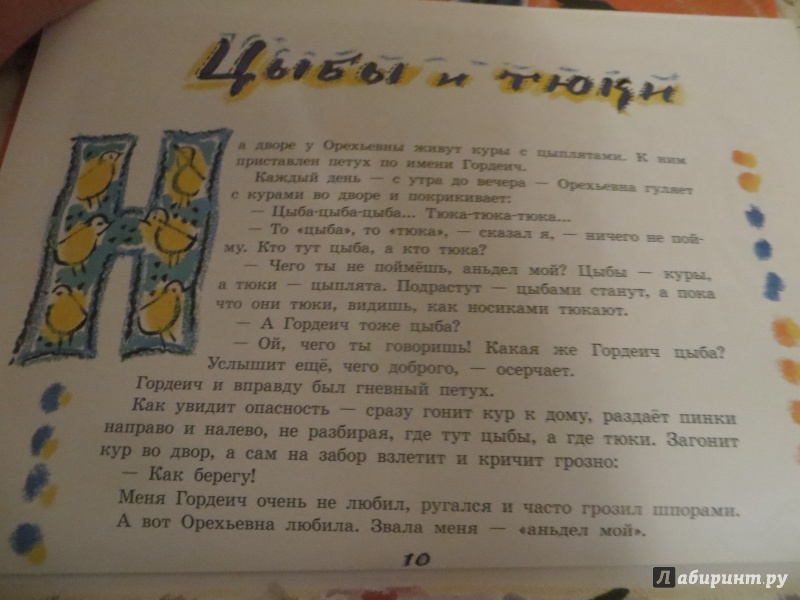 Цыбы и тюки
На дворе у Орехьевны живут куры с цыплятами. К ним
приставлен петух по имени Гордеич.
Каждый день — с утра до вечера — Орехьевна гуляет
с курами во дворе и покрикивает:
— Цыба-цыба-цыба... Тюка-тюка-тюка...
— То «цыба», то «тюка», — сказал я, — ничего не пой-
му. Кто тут цыба, а кто тюка?
— Чего ты не поймёшь, аньдел мой? Цыбы — куры,
а тюки — цыплята. Подрастут — цыбами станут, а пока
что они тюки, видишь, как носиками тюкают.
— А Гордеич тоже цыба?
— Ой, чего ты говоришь! Какая же Гордеич цыба?
Услышит ещё, чего доброго, — осерчает.
Гордеич и вправду был гневный петух.
Как увидит опасность — сразу гонит кур к дому, раздаёт пинки
направо и налево, не разбирая, где тут цыбы, а где тюки. Загонит
кур во двор, а сам на забор взлетит и кричит грозно:
— Как берегу!
Меня Гордеич очень не любил, ругался и часто грозил шпорами.
А вот Орехьевна любила. Звала меня — «аньдел мой».
10
Лабиринт.ру